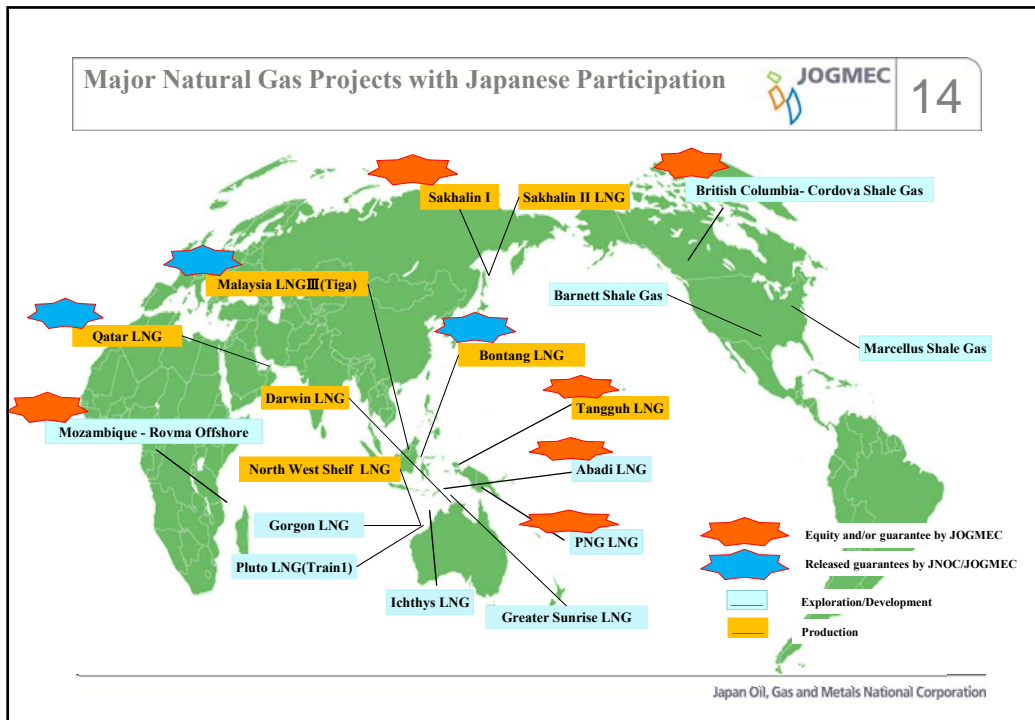 Major Natural Gas Projects with Japanese Participation
JOGMEC
14
Sakhalin I
Sakhalin II LNG
British Columbia- Cordova Shale Gas
Malaysia LNGⅢ(Tiga)
Barnett Shale Gas
Qatar LNG
Bontang LNG
Marcellus Shale Gas
Darwin LNG
Tangguh LNG
Mozambique - Rovma Offshore
North West Shelf LNG
Abadi LNG
Gorgon LNG
PNG LNG
Pluto LNG(Train1)
Ichthys LNG
Greater Sunrise LNG
Equity and/or guarantee by JOGMEC
Released guarantees by JNOC/JOGMEC
Exploration/Development
Production
Japan Oil, Gas and Metals National Corporation